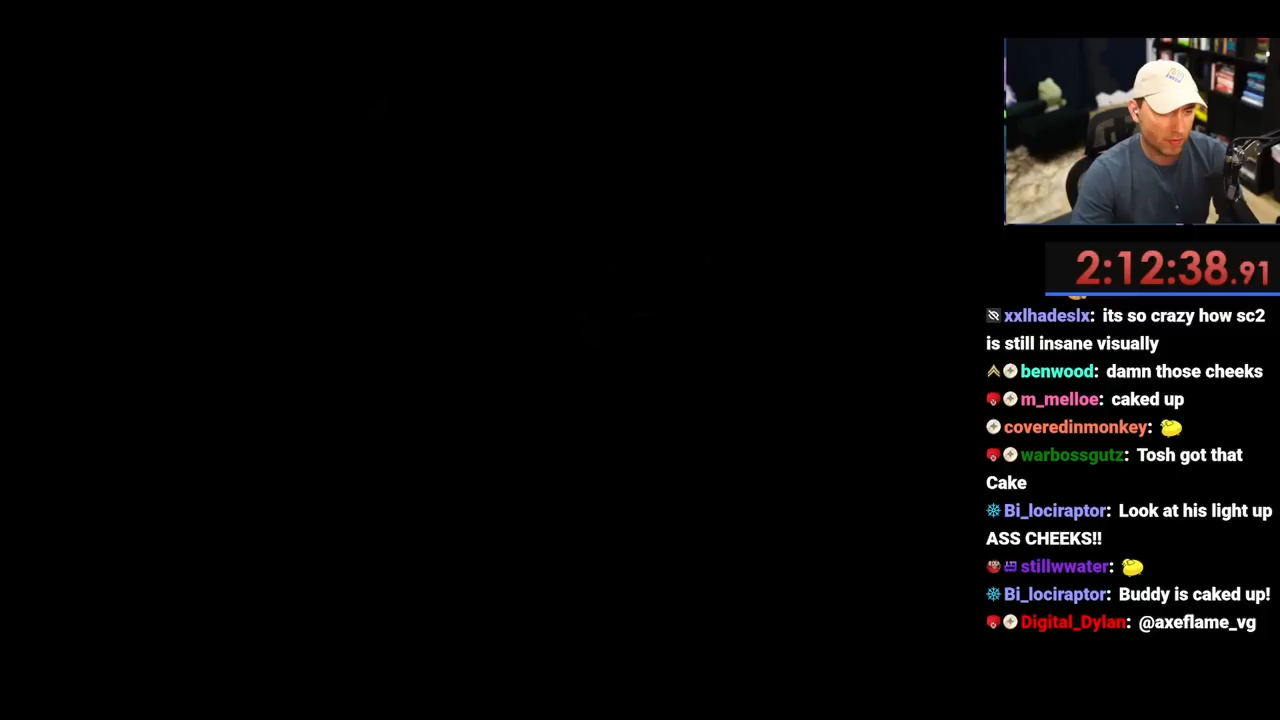 2:12:38.91
xxlhadeslx: its so crazy how sc2
is still insane visually
benwood: damn those cheeks
m_melloe: caked up
coveredinmonkey:
warbossgutz: Tosh got that
Cake
Bi_lociraptor: Look at his light up
ASS CHEEKS!!
stillwwater:
Bi_lociraptor: Buddy is caked up!
Digital_Dylan: @axeflame_vg